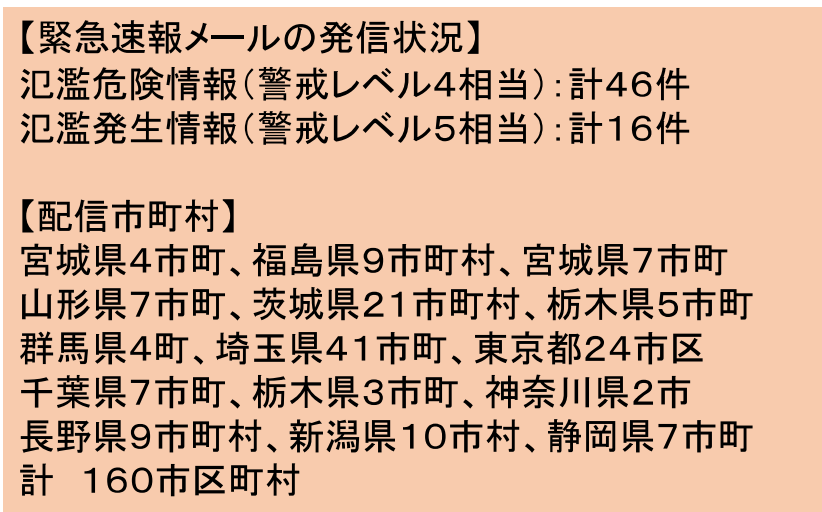 【緊急速報メールの発信状況】
氾濫危険情報（警戒レベル４相当）：計４６件
氾濫発生情報（警戒レベル５相当）：計１６件
【配信市町村】
宮城県４市町、福島県９市町村、宮城県７市町
山形県７市町、茨城県２１市町村、栃木県５市町
群馬県４町、埼玉県４１市町、東京都２４市区
千葉県７市町、栃木県３市町、神奈川県２市
長野県９市町村、新潟県１０市村、静岡県７市町
計　１６０市区町村